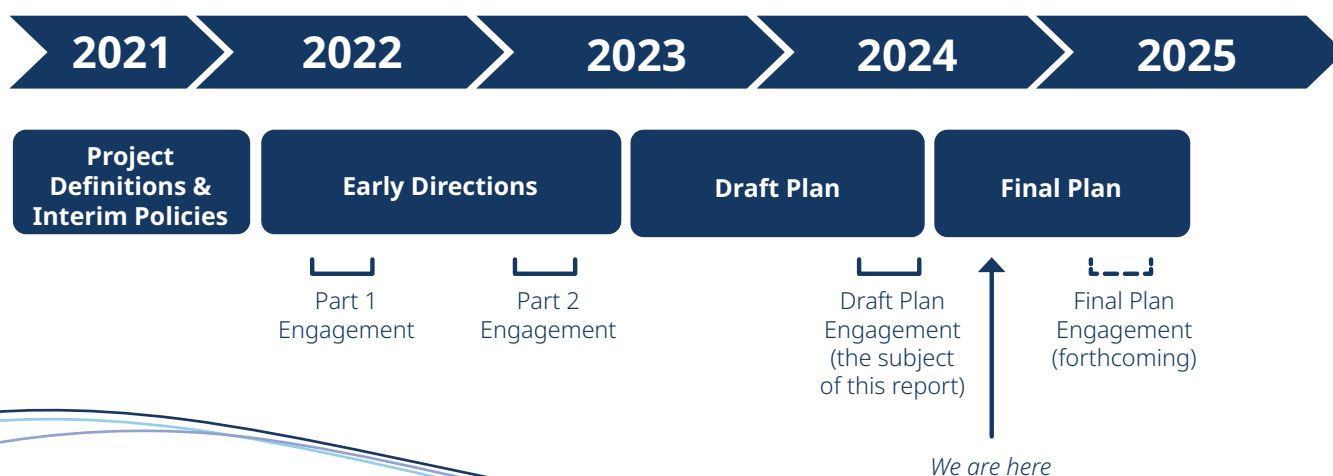 2021
2022
2023
2024
2025
Project
Definitions &
Interim Policies
Early Directions
Draft Plan
Final Plan
Part 1
Engagement
Part 2
Engagement
Draft Plan
Engagement
(the subject
of this report)
Final Plan
Engagement
(forthcoming)
We are here